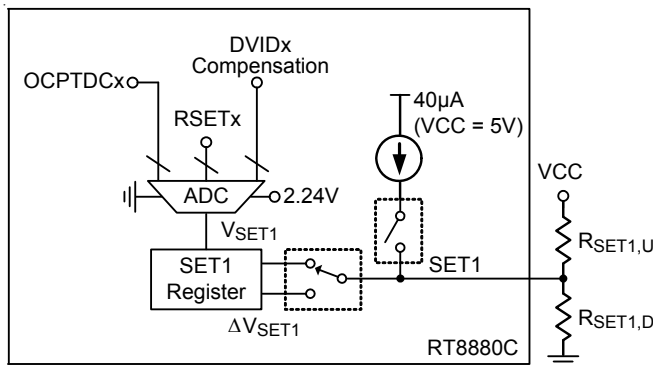 DVIDx
Compensation
OCPTDCx
RSETx
40µA
(VCC = 5V)
VCC
ADC
2.24V
VSET1
RSET1,U
SET1
Register
SET1
RSET1,D
ΔVSET1
RT8880C